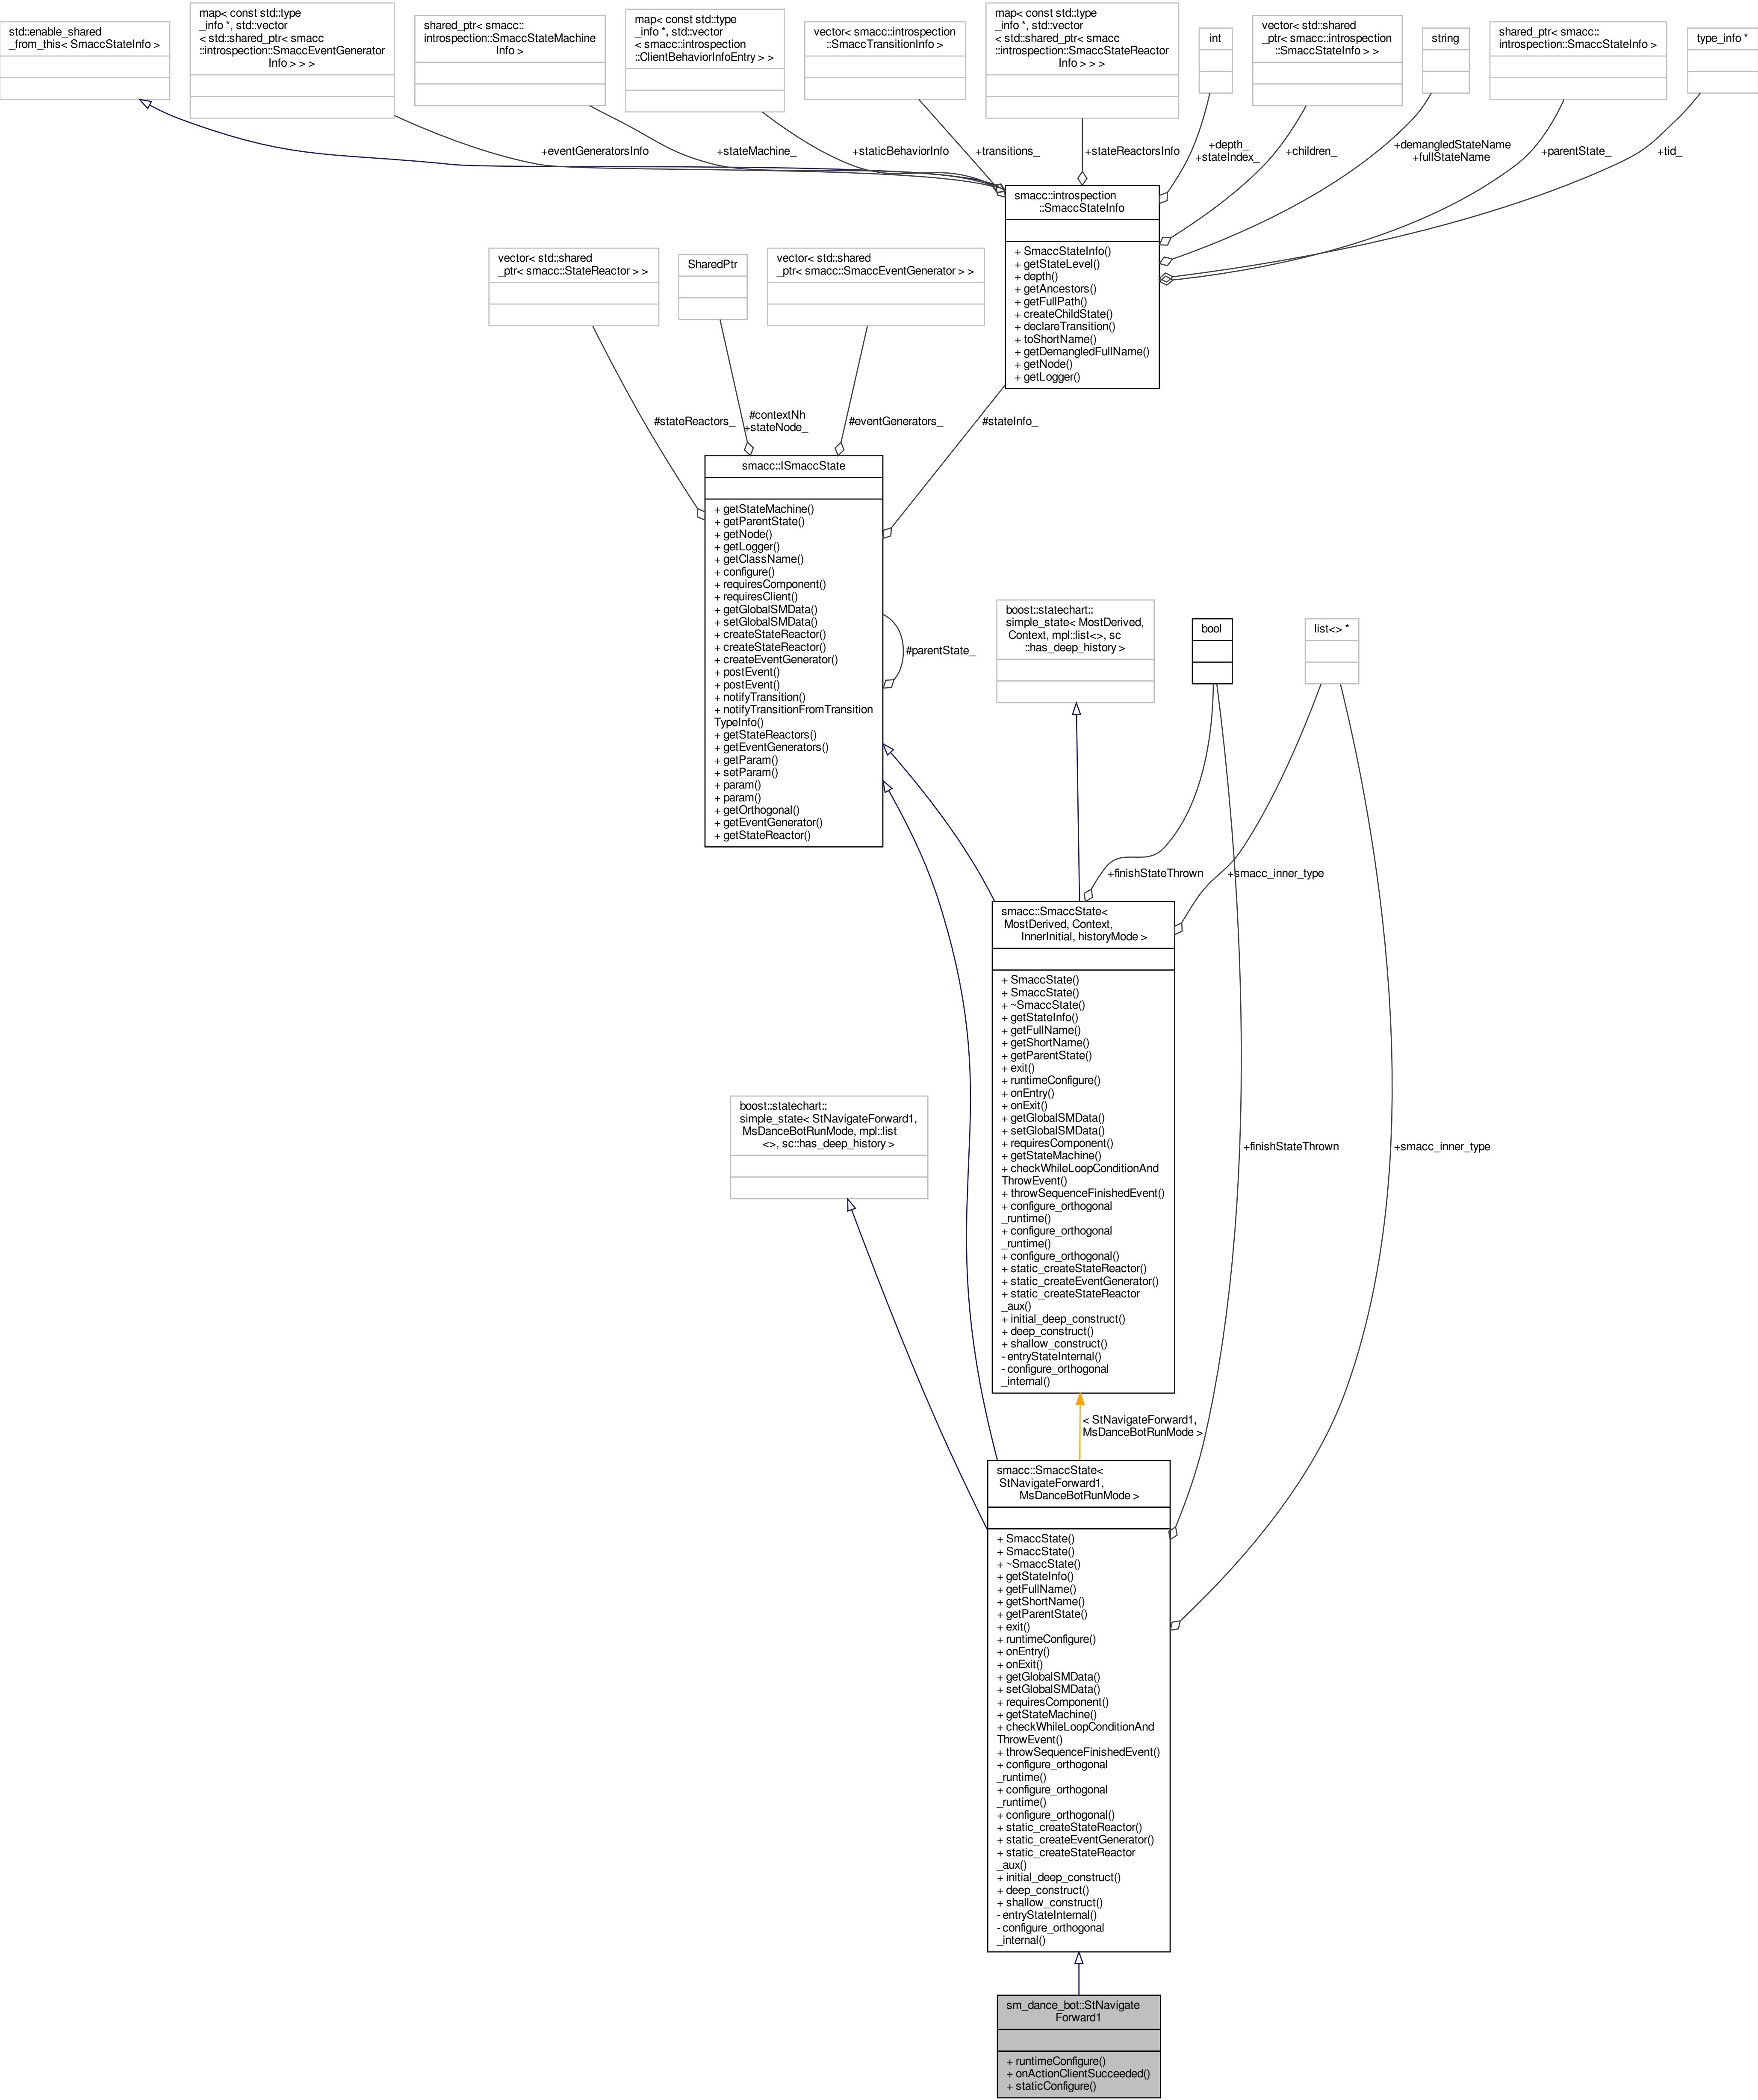 std::enable_shared
_from_this< SmaccStateInfo >
map< const std::type
_info *, std::vector
< std::shared_ptr< smacc
::introspection::SmaccEventGenerator
Info > > >
shared_ptr< smacc::
introspection::SmaccStateMachine
Info >
map< const std::type
_info *, std::vector
< smacc::introspection
::ClientBehaviorInfoEntry > >
vector< smacc::introspection
::SmaccTransitionInfo >
map< const std::type
_info *, std::vector
< std::shared_ptr< smacc
::introspection::SmaccStateReactor
Info > > >
int
vector< std::shared
_ptr< smacc::introspection
::SmaccStateInfo > >
string
shared_ptr< smacc::
introspection::SmaccStateInfo >
type_info *
+eventGeneratorsInfo
+stateMachine_
+staticBehaviorInfo
+transitions_
+stateReactorsInfo
+depth_
+stateIndex_
+children_
+demangledStateName
+fullStateName
+parentState_
+tid_
smacc::introspection
::SmaccStateInfo
+ SmaccStateInfo()
+ getStateLevel()
+ depth()
+ getAncestors()
+ getFullPath()
+ createChildState()
+ declareTransition()
+ toShortName()
+ getDemangledFullName()
+ getNode()
+ getLogger()
vector< std::shared
_ptr< smacc::StateReactor > >
SharedPtr
vector< std::shared
_ptr< smacc::SmaccEventGenerator > >
#stateReactors_
#contextNh
+stateNode_
#eventGenerators_
#stateInfo_
smacc::ISmaccState
+ getStateMachine()
+ getParentState()
+ getNode()
+ getLogger()
+ getClassName()
+ configure()
+ requiresComponent()
+ requiresClient()
+ getGlobalSMData()
+ setGlobalSMData()
+ createStateReactor()
+ createStateReactor()
+ createEventGenerator()
+ postEvent()
+ postEvent()
+ notifyTransition()
+ notifyTransitionFromTransition
TypeInfo()
+ getStateReactors()
+ getEventGenerators()
+ getParam()
+ setParam()
+ param()
+ param()
+ getOrthogonal()
+ getEventGenerator()
+ getStateReactor()
#parentState_
boost::statechart::
simple_state< MostDerived,
Context, mpl::list<>, sc
::has_deep_history >
bool
list<> *
+finishStateThrown
+smacc_inner_type
smacc::SmaccState<
MostDerived, Context,
InnerInitial, historyMode >
+ SmaccState()
+ SmaccState()
+ ~SmaccState()
+ getStateInfo()
+ getFullName()
+ getShortName()
+ getParentState()
+ exit()
+ runtimeConfigure()
+ onEntry()
+ onExit()
+ getGlobalSMData()
+ setGlobalSMData()
+ requiresComponent()
+ getStateMachine()
+ checkWhileLoopConditionAnd
ThrowEvent()
+ throwSequenceFinishedEvent()
+ configure_orthogonal
_runtime()
+ configure_orthogonal
_runtime()
+ configure_orthogonal()
+ static_createStateReactor()
+ static_createEventGenerator()
+ static_createStateReactor
_aux()
+ initial_deep_construct()
+ deep_construct()
+ shallow_construct()
- entryStateInternal()
- configure_orthogonal
_internal()
boost::statechart::
simple_state< StNavigateForward1,
MsDanceBotRunMode, mpl::list
<>, sc::has_deep_history >
+finishStateThrown
+smacc_inner_type
< StNavigateForward1,
MsDanceBotRunMode >
smacc::SmaccState<
StNavigateForward1,
MsDanceBotRunMode >
+ SmaccState()
+ SmaccState()
+ ~SmaccState()
+ getStateInfo()
+ getFullName()
+ getShortName()
+ getParentState()
+ exit()
+ runtimeConfigure()
+ onEntry()
+ onExit()
+ getGlobalSMData()
+ setGlobalSMData()
+ requiresComponent()
+ getStateMachine()
+ checkWhileLoopConditionAnd
ThrowEvent()
+ throwSequenceFinishedEvent()
+ configure_orthogonal
_runtime()
+ configure_orthogonal
_runtime()
+ configure_orthogonal()
+ static_createStateReactor()
+ static_createEventGenerator()
+ static_createStateReactor
_aux()
+ initial_deep_construct()
+ deep_construct()
+ shallow_construct()
- entryStateInternal()
- configure_orthogonal
_internal()
sm_dance_bot::StNavigate
Forward1
+ runtimeConfigure()
+ onActionClientSucceeded()
+ staticConfigure()